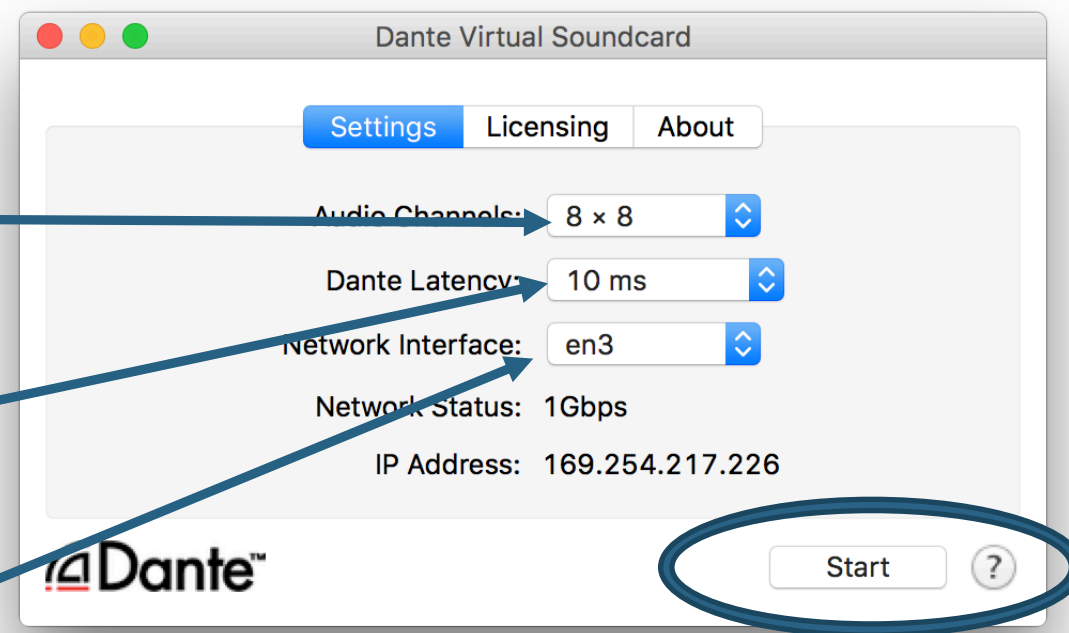 Dante Virtual Soundcard
Settings Licensing About
Audio Channels: 8 × 8
Dante Latency: 10 ms
Network Interface: en3
Network Status: 1Gbps
IP Address: 169.254.217.226
Dante™ Start ?